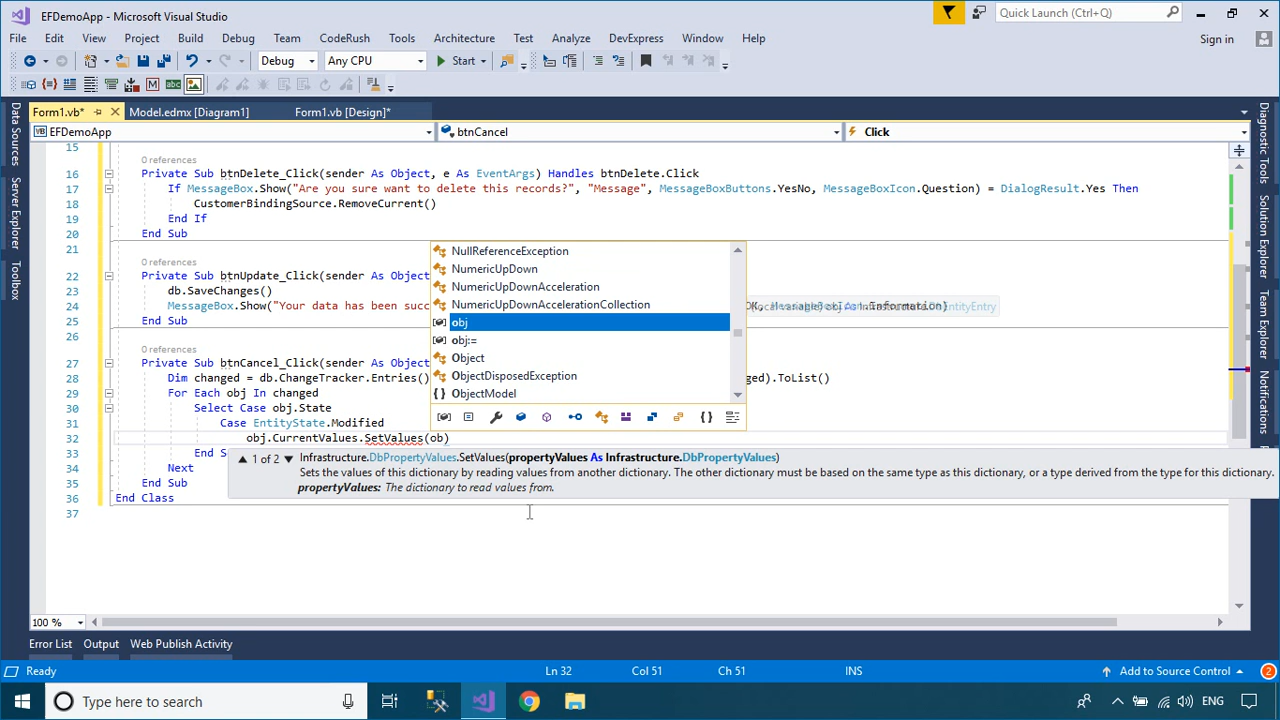 EFDemoApp - Microsoft Visual Studio
Quick Launch (Ctrl+Q)
File Edit View Project Build Debug Team CodeRush Tools Architecture Test Analyze DevExpress Window Help
Sign in
Debug Any CPU Start
Form1.vb* Model.edmx [Diagram1] Form1.vb [Design]*
EFDemoApp btnCancel Click
Data Sources
Server Explorer
Toolbox
Diagnostic Tools
Solution Explorer
Team Explorer
Notifications
15
0 references
16 Private Sub btnDelete_Click(sender As Object, e As EventArgs) Handles btnDelete.Click
17 If MessageBox.Show("Are you sure want to delete this records?", "Message", MessageBoxButtons.YesNo, MessageBoxIcon.Question) = DialogResult.Yes Then
18 CustomerBindingSource.RemoveCurrent()
19 End If
20 End Sub
21
0 references
22 Private Sub btnUpdate_Click(sender As Object
23 db.SaveChanges()
24 MessageBox.Show("Your data has been succ
25 End Sub
26
0 references
27 Private Sub btnCancel_Click(sender As Object
28 Dim changed = db.ChangeTracker.Entries() nged).ToList()
29 For Each obj In changed
30 Select Case obj.State
31 Case EntityState.Modified
32 obj.CurrentValues.SetValues(ob)
33 End S
34 Next
35 End Sub
36 End Class
37
NullReferenceException
NumericUpDown
NumericUpDownAcceleration
NumericUpDownAccelerationCollection
obj
obj:=
Object
ObjectDisposedException
ObjectModel
1 of 2 Infrastructure.DbPropertyValues.SetValues(propertyValues As Infrastructure.DbPropertyValues)
Sets the values of this dictionary by reading values from another dictionary. The other dictionary must be based on the same type as this dictionary, or a type derived from the type for this dictionary.
propertyValues: The dictionary to read values from.
100 %
Error List Output Web Publish Activity
Ready Ln 32 Col 51 Ch 51 INS Add to Source Control 2
Type here to search
ENG